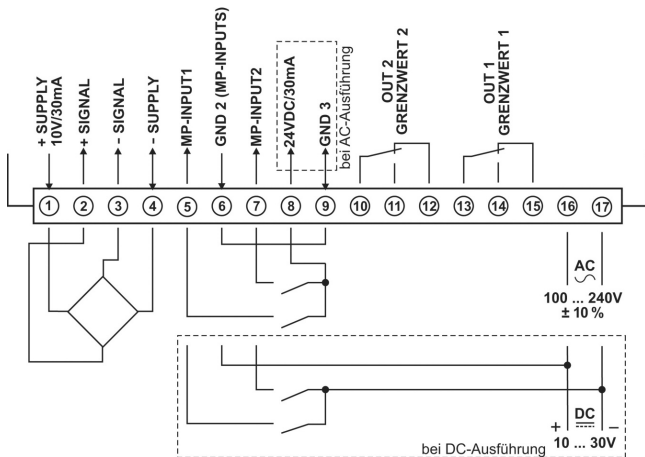 + SUPPLY
10V/30mA
+ SIGNAL
– SIGNAL
– SUPPLY
MP-INPUT1
GND 2 (MP-INPUTS)
MP-INPUT2
24VDC/30mA
GND 3
bei AC-Ausführung
OUT 2
GRENZWERT 2
OUT 1
GRENZWERT 1
1 2 3 4 5 6 7 8 9 10 11 12 13 14 15 16 17
AC
100 ... 240V
± 10 %
DC
+ –
10 ... 30V
bei DC-Ausführung